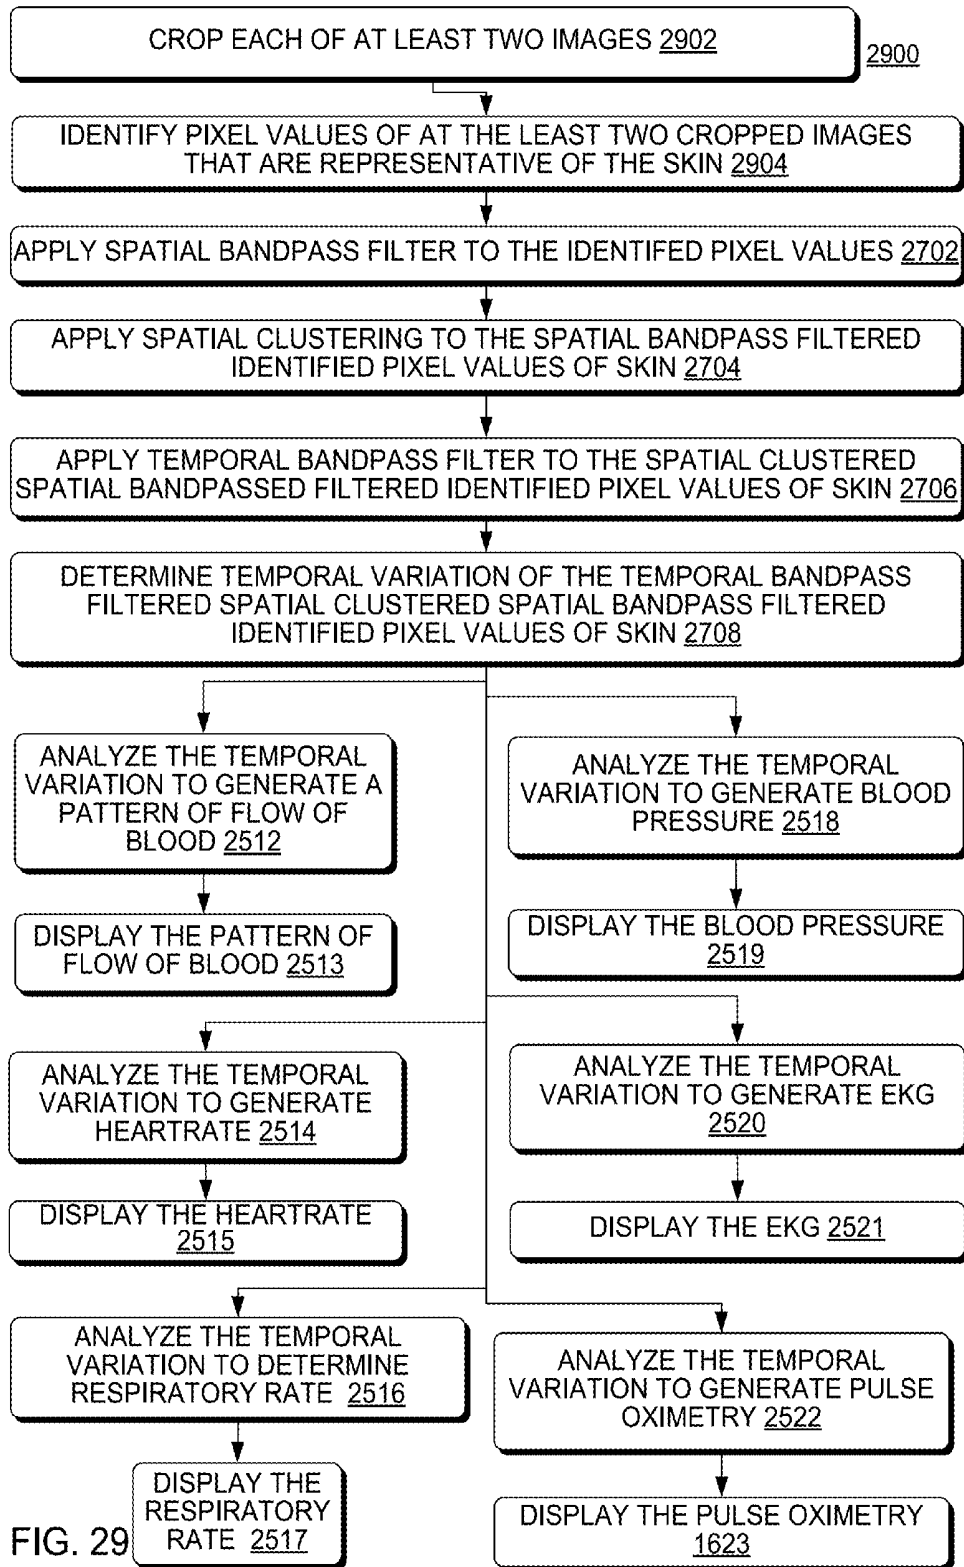 CROP EACH OF AT LEAST TWO IMAGES 2902
2900
IDENTIFY PIXEL VALUES OF AT THE LEAST TWO CROPPED IMAGES
THAT ARE REPRESENTATIVE OF THE SKIN 2904
APPLY SPATIAL BANDPASS FILTER TO THE IDENTIFED PIXEL VALUES 2702
APPLY SPATIAL CLUSTERING TO THE SPATIAL BANDPASS FILTERED
IDENTIFIED PIXEL VALUES OF SKIN 2704
APPLY TEMPORAL BANDPASS FILTER TO THE SPATIAL CLUSTERED
SPATIAL BANDPASSED FILTERED IDENTIFIED PIXEL VALUES OF SKIN 2706
DETERMINE TEMPORAL VARIATION OF THE TEMPORAL BANDPASS
FILTERED SPATIAL CLUSTERED SPATIAL BANDPASS FILTERED
IDENTIFIED PIXEL VALUES OF SKIN 2708
ANALYZE THE TEMPORAL
VARIATION TO GENERATE A
PATTERN OF FLOW OF
BLOOD 2512
DISPLAY THE PATTERN OF
FLOW OF BLOOD 2513
ANALYZE THE TEMPORAL
VARIATION TO GENERATE BLOOD
PRESSURE 2518
DISPLAY THE BLOOD PRESSURE
2519
ANALYZE THE TEMPORAL
VARIATION TO GENERATE
HEARTRATE 2514
DISPLAY THE HEARTRATE
2515
ANALYZE THE TEMPORAL
VARIATION TO GENERATE EKG
2520
DISPLAY THE EKG 2521
ANALYZE THE TEMPORAL
VARIATION TO DETERMINE
RESPIRATORY RATE 2516
DISPLAY THE
RESPIRATORY
RATE 2517
ANALYZE THE TEMPORAL
VARIATION TO GENERATE PULSE
OXIMETRY 2522
DISPLAY THE PULSE OXIMETRY
1623
FIG. 29